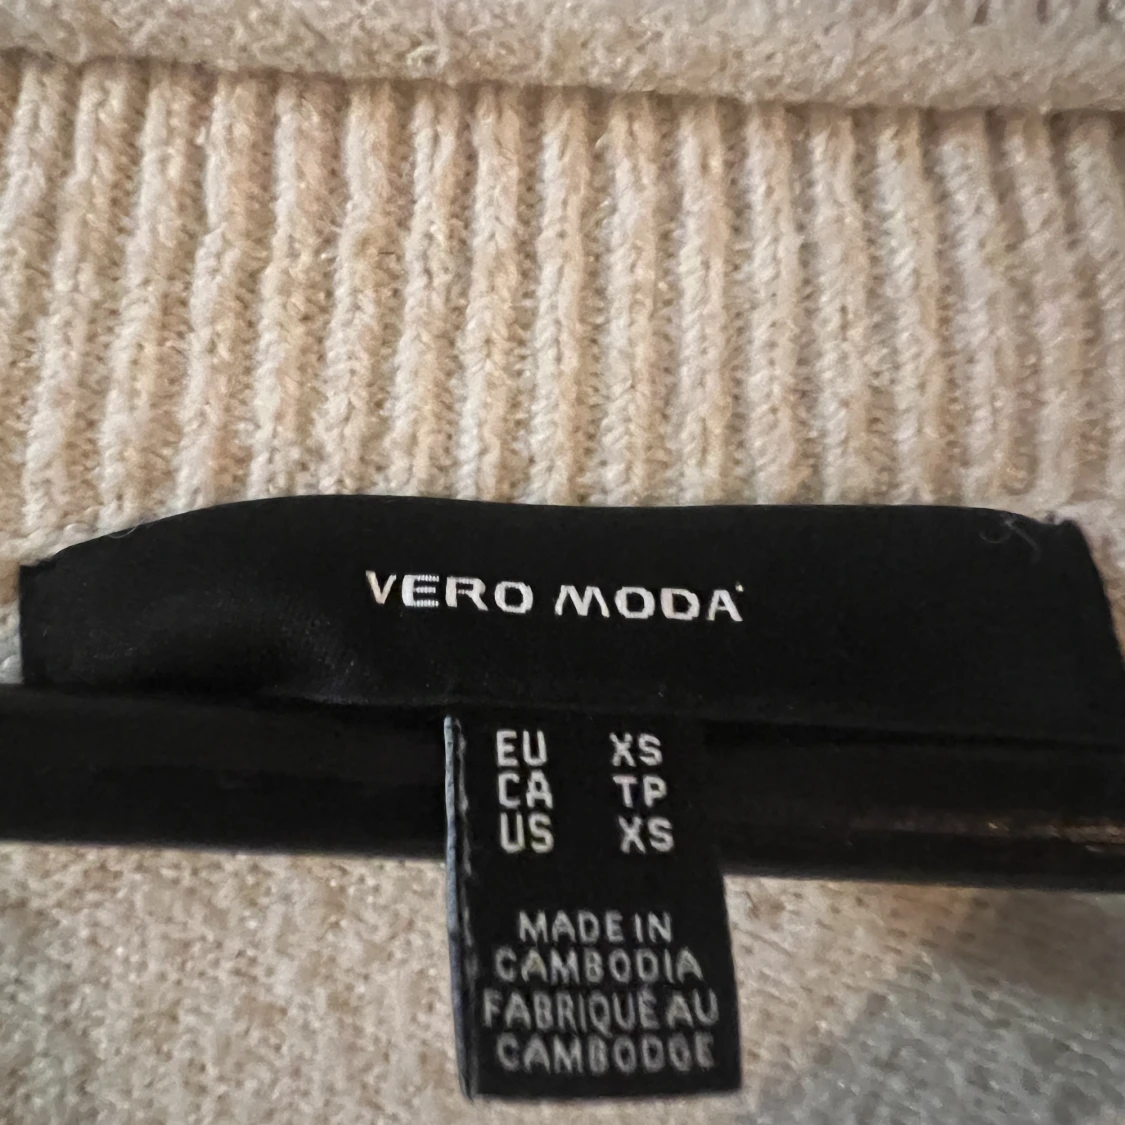 VERO MODA
EU XS
CA TP
US XS
MADE IN
CAMBODIA
FABRIQUÉ AU
CAMBODGE